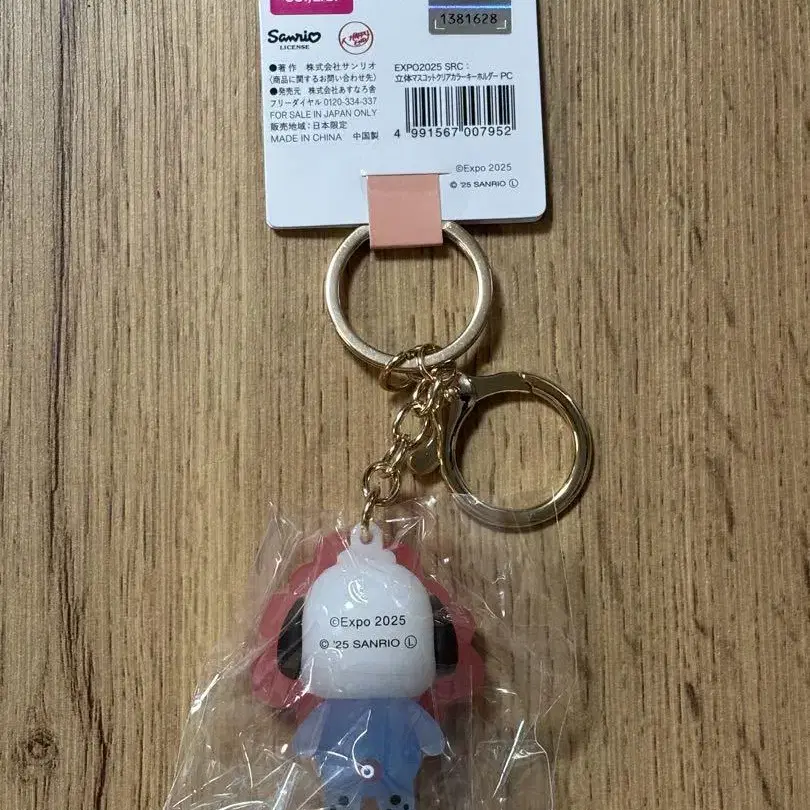 1381628
Sanrio
LICENSE
●著作 株式会社サンリオ
〈商品に関するお問い合わせ先〉
●発売元 株式会社あすなろ舎
フリーダイヤル 0120-334-337
FOR SALE IN JAPAN ONLY
販売地域：日本限定
MADE IN CHINA 中国製
EXPO2025 SRC：
立体マスコットクリアカラーキーホルダー PC
4 991567 007952
©Expo 2025
© '25 SANRIO Ⓛ
©Expo 2025
© '25 SANRIO Ⓛ